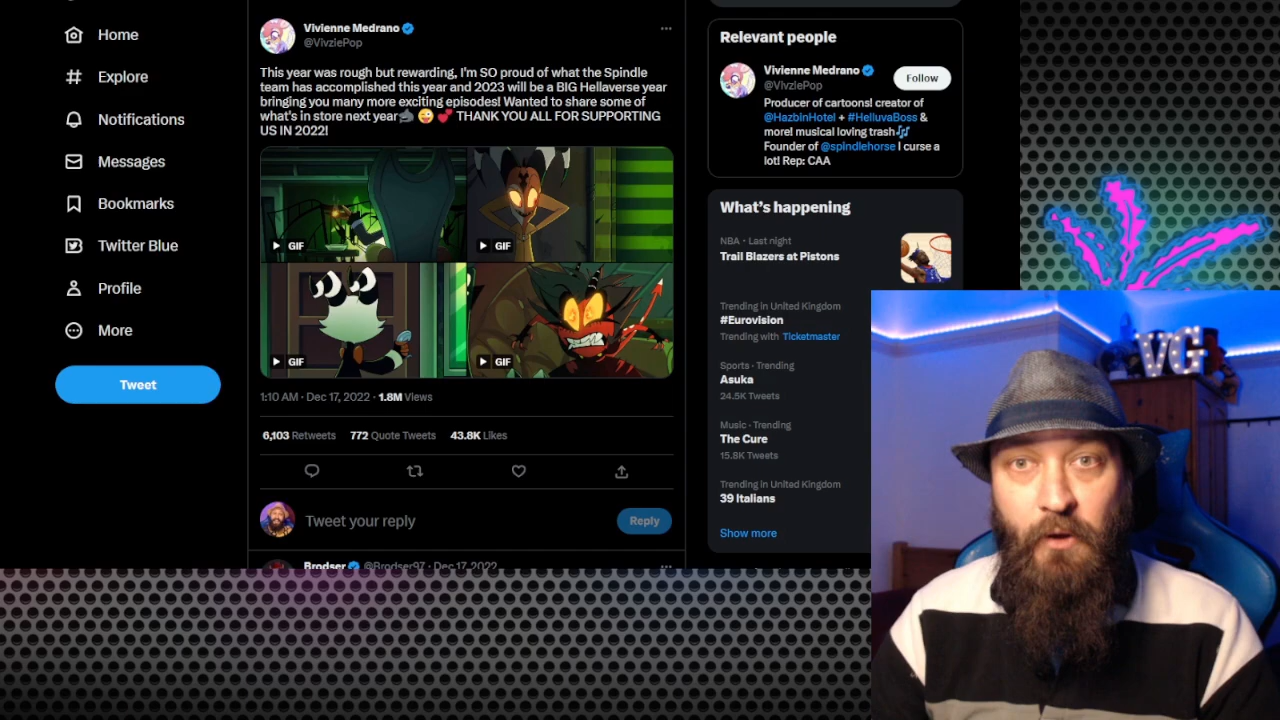 Home
Explore
Notifications
Messages
Bookmarks
Twitter Blue
Profile
More
Tweet
Vivienne Medrano
@VivziePop
This year was rough but rewarding, I'm SO proud of what the Spindle
team has accomplished this year and 2023 will be a BIG Hellaverse year
bringing you many more exciting episodes! Wanted to share some of
what's in store next year🦈 😜 💕 THANK YOU ALL FOR SUPPORTING
US IN 2022!
GIF
GIF
GIF
GIF
1:10 AM · Dec 17, 2022 · 1.8M Views
6,103 Retweets 772 Quote Tweets 43.8K Likes
Tweet your reply
Reply
Brodser @Brodser97 · Dec 17, 2022
Relevant people
Vivienne Medrano
@VivziePop
Follow
Producer of cartoons! creator of
@HazbinHotel + #HelluvaBoss &
more! musical loving trash🎶
Founder of @spindlehorse I curse a
lot! Rep: CAA
What's happening
NBA · Last night
Trail Blazers at Pistons
Trending in United Kingdom
#Eurovision
Trending with Ticketmaster
Sports · Trending
Asuka
24.5K Tweets
Music · Trending
The Cure
15.8K Tweets
Trending in United Kingdom
39 Italians
Show more
VG